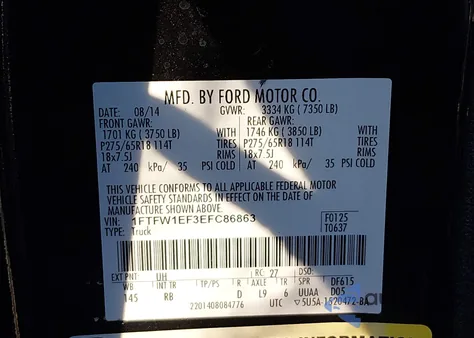 MFD. BY FORD MOTOR CO.
DATE: 08/14 GVWR: 3334 KG ( 7350 LB)
FRONT GAWR: REAR GAWR:
1701 KG ( 3750 LB) WITH 1746 KG ( 3850 LB) WITH
P275/65R18 114T TIRES P275/65R18 114T TIRES
18x7.5J RIMS 18x7.5J RIMS
AT 240 kPa/ 35 PSI COLD AT 240 kPa/ 35 PSI COLD
THIS VEHICLE CONFORMS TO ALL APPLICABLE FEDERAL MOTOR
VEHICLE SAFETY STANDARDS IN EFFECT ON THE DATE OF
MANUFACTURE SHOWN ABOVE.
VIN: 1FTFW1EF3EFC86863 F0125
TYPE: Truck T0637
EXT PNT: UH RC: 27 DSO:
WB INT TR TP/PS R AXLE TR SPR DF615
145 RB D L9 6 UUAA D05
2201408084776 UTC ▽5U5A-1520472-BA
INFORMATION